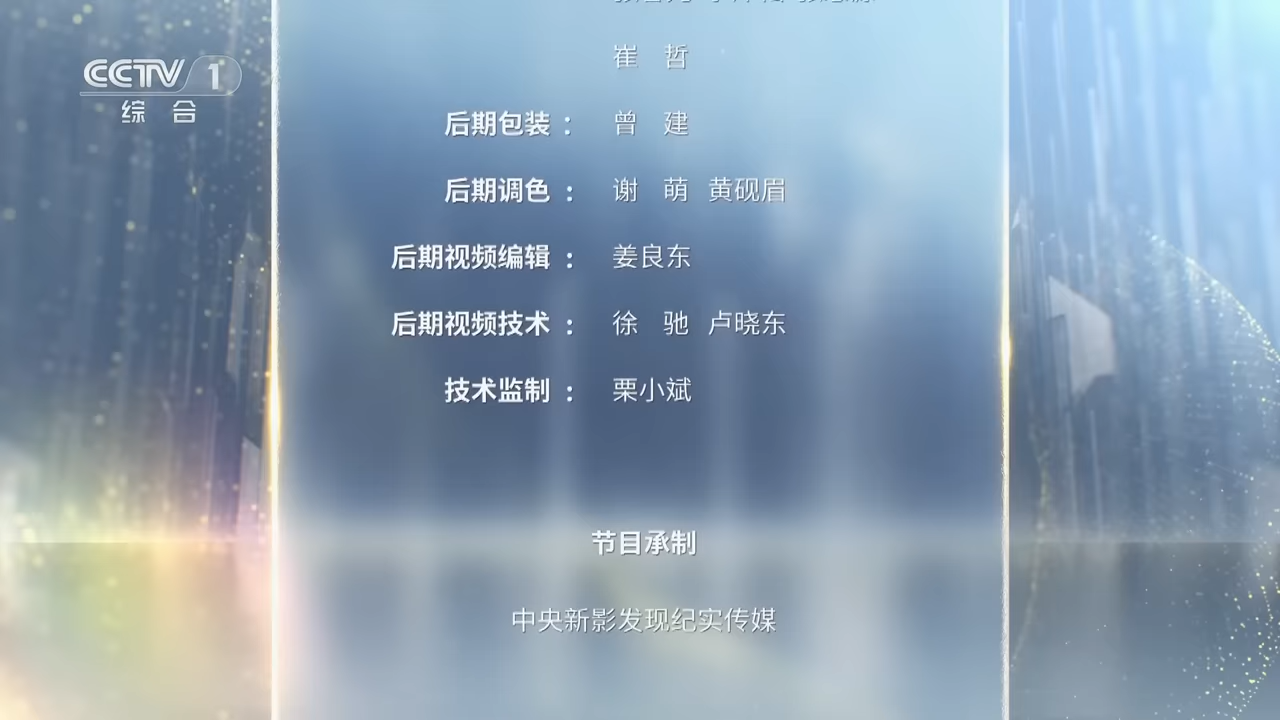 崔 哲
CCTV 1
综合
后期包装： 曾 建
后期调色： 谢 萌 黄砚眉
后期视频编辑： 姜良东
后期视频技术： 徐 驰 卢晓东
技术监制： 栗小斌
节目承制
中央新影发现纪实传媒